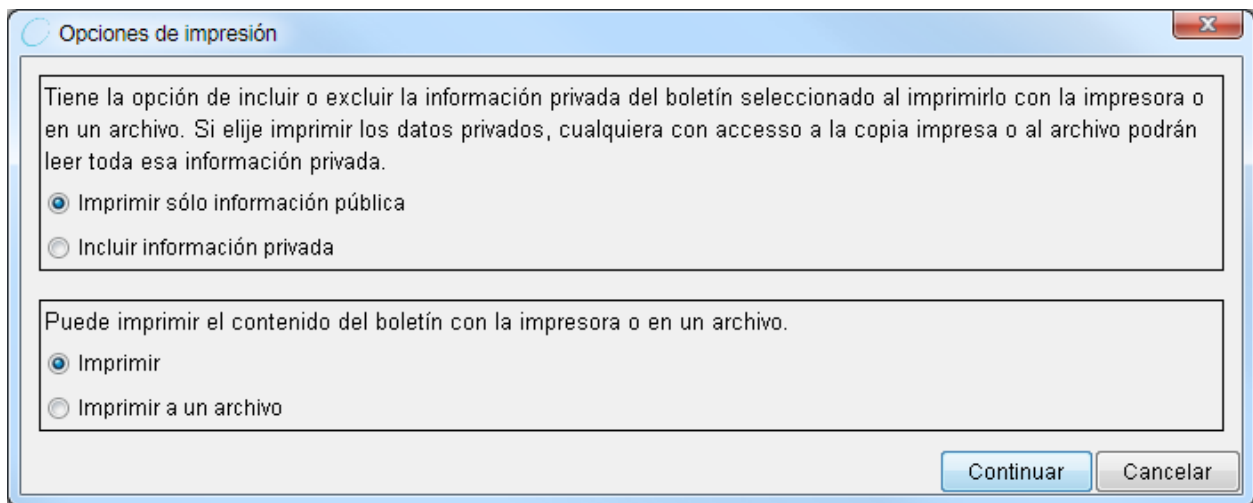 Opciones de impresión
Tiene la opción de incluir o excluir la información privada del boletín seleccionado al imprimirlo con la impresora o
en un archivo. Si elije imprimir los datos privados, cualquiera con accesso a la copia impresa o al archivo podrán
leer toda esa información privada.
Imprimir sólo información pública
Incluir información privada
Puede imprimir el contenido del boletín con la impresora o en un archivo.
Imprimir
Imprimir a un archivo
Continuar
Cancelar